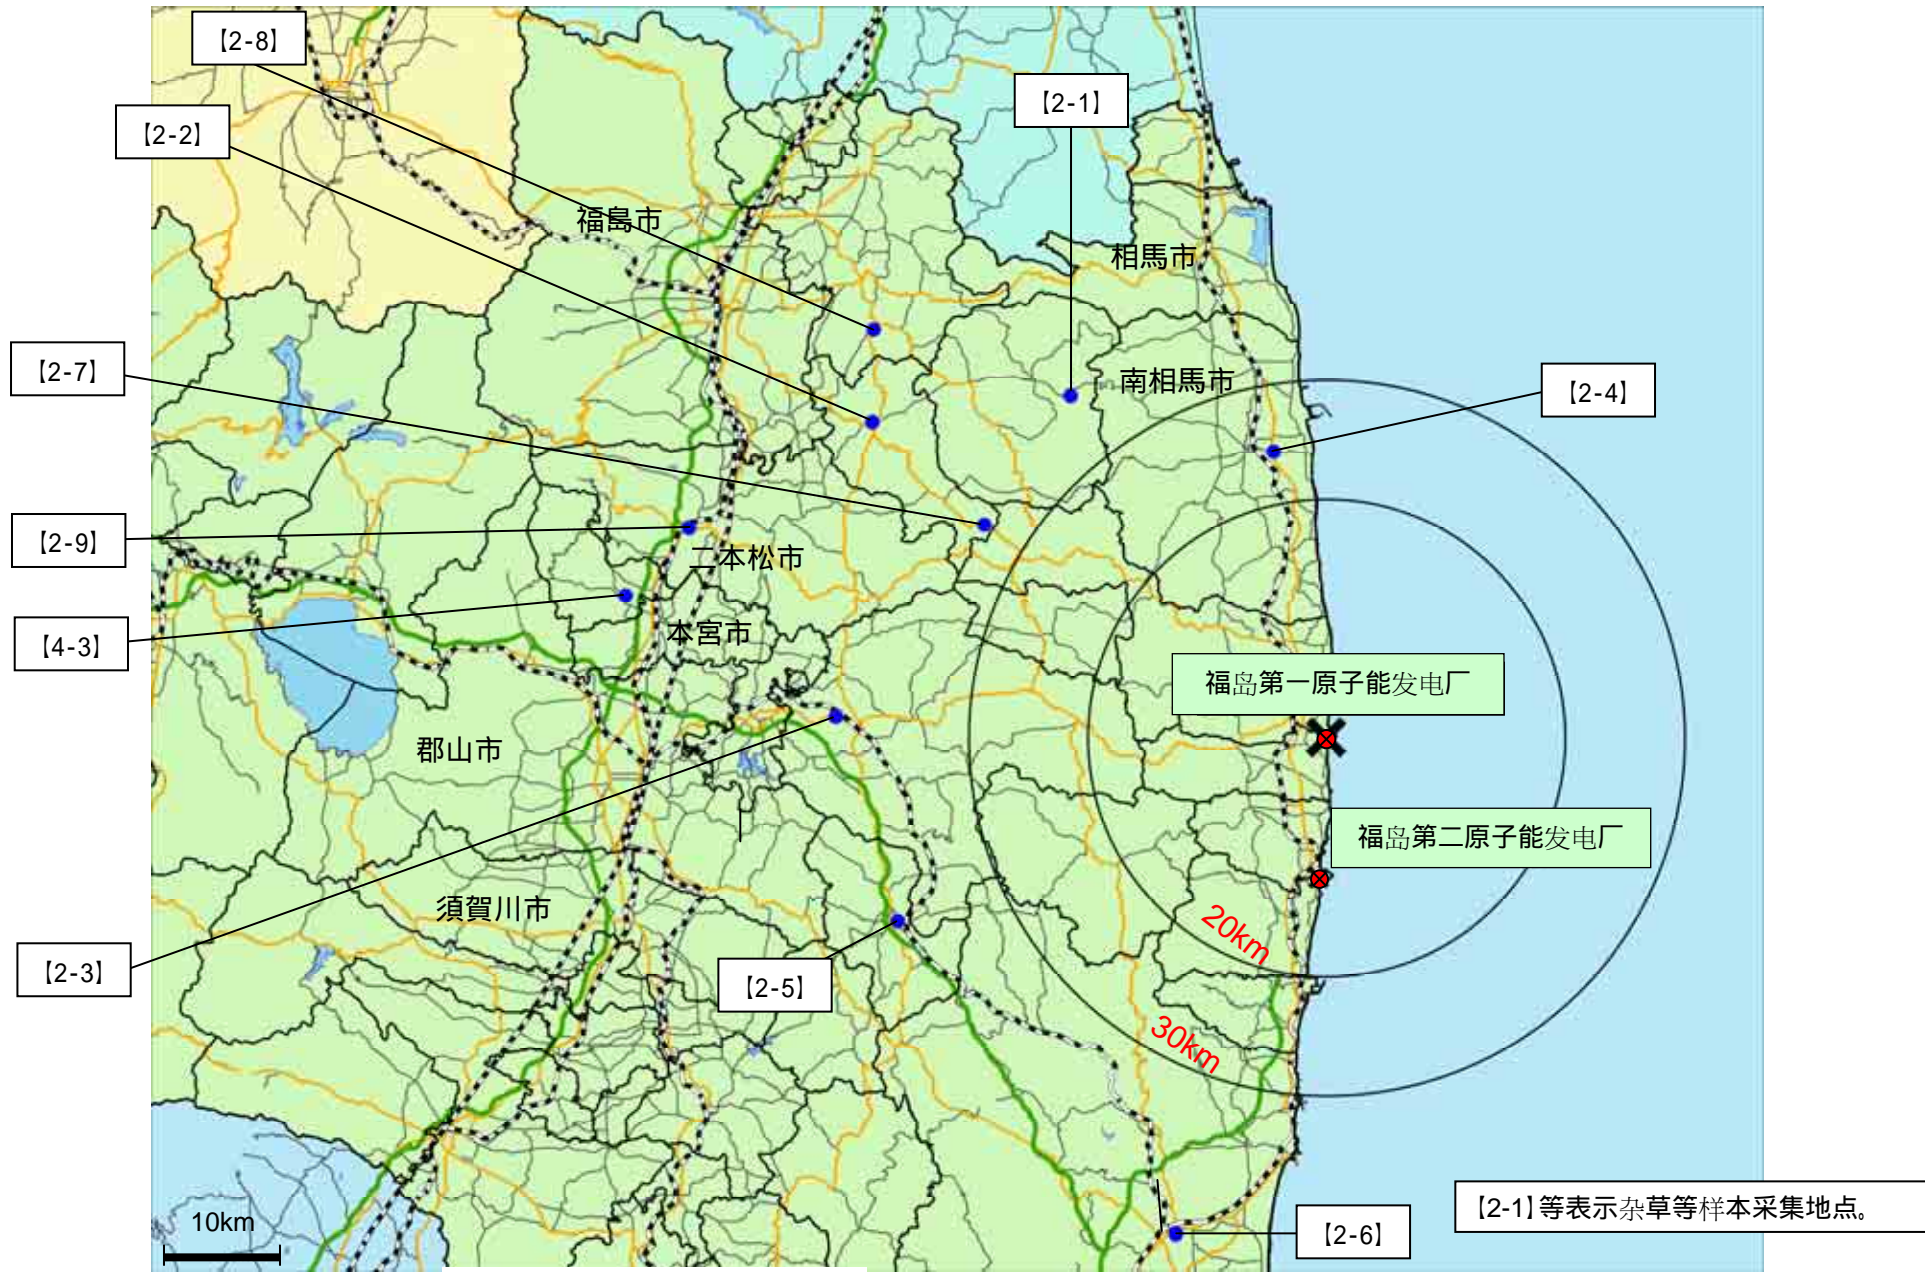 【2-8】
【2-1】
【2-2】
福島市
相馬市
【2-7】
南相馬市
【2-4】
【2-9】
二本松市
【4-3】
本宮市
福岛第一原子能发电厂
郡山市
福岛第二原子能发电厂
須賀川市
20km
【2-3】
【2-5】
30km
10km
【2-6】
【2-1】等表示杂草等样本采集地点。